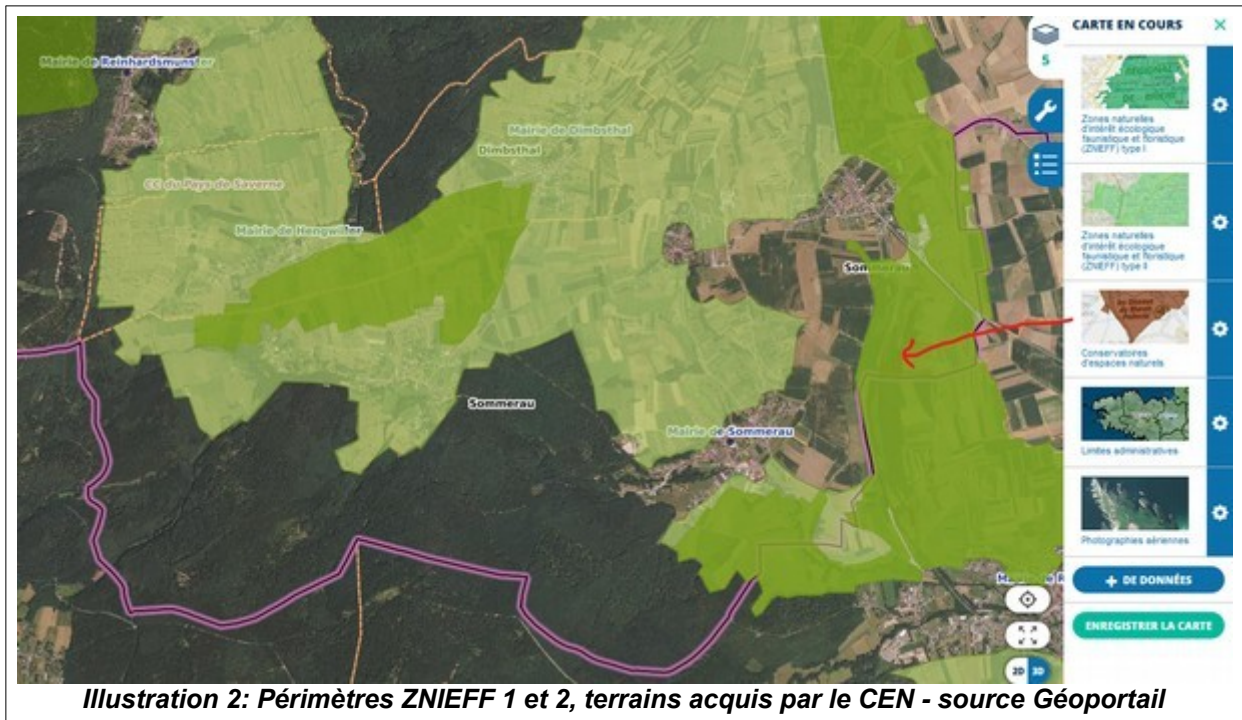 Mairie de Reinhardsmunster
CC du Pays de Saverne
Mairie de Hengwiller
Mairie de Dimbsthal
Dimbsthal
Sommerau
Sommerau
Mairie de Sommerau
CARTE EN COURS
5
Zones naturelles
d'intérêt écologique
faunistique et floristique
(ZNIEFF) type I
Zones naturelles
d'intérêt écologique
faunistique et floristique
(ZNIEFF) type II
Conservatoires
d'espaces naturels
Limites administratives
Photographies aériennes
+ DE DONNÉES
ENREGISTRER LA CARTE
2D 3D
Illustration 2: Périmètres ZNIEFF 1 et 2, terrains acquis par le CEN - source Géoportail